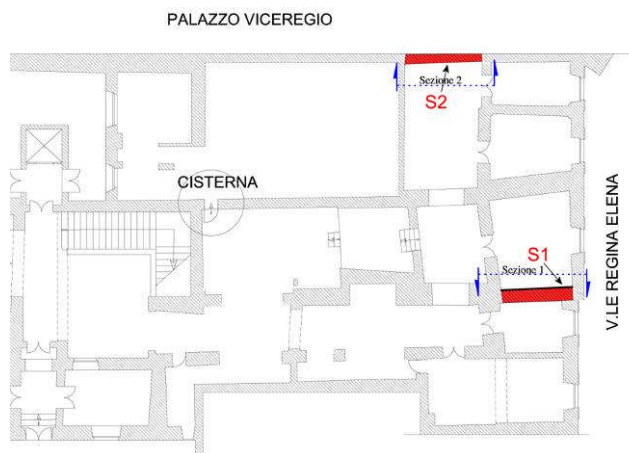 PALAZZO VICEREGIO
Sezione 2
S2
CISTERNA
S1
Sezione 1
V.LE REGINA ELENA